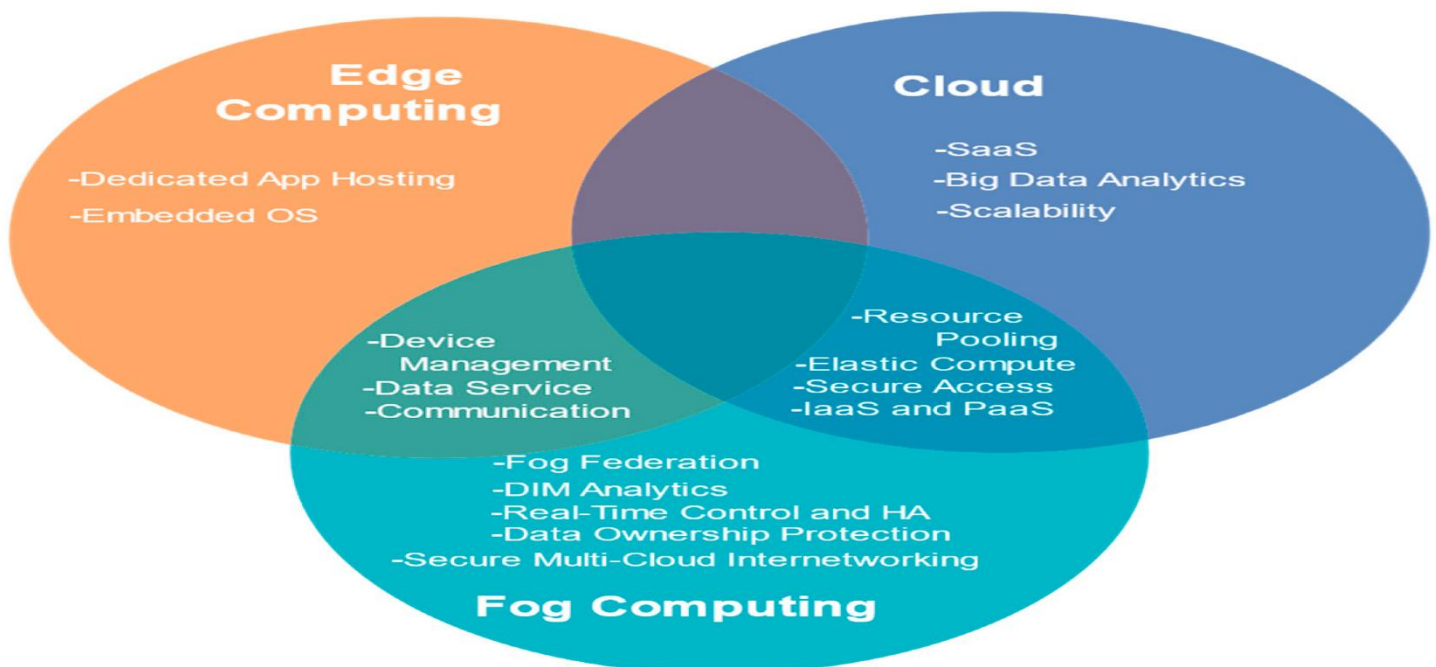 Edge
Computing
-Dedicated App Hosting
-Embedded OS
Cloud
-SaaS
-Big Data Analytics
-Scalability
-Device
Management
-Data Service
-Communication
-Resource
Pooling
-Elastic Compute
-Secure Access
-IaaS and PaaS
-Fog Federation
-DIM Analytics
-Real-Time Control and HA
-Data Ownership Protection
-Secure Multi-Cloud Internetworking
Fog Computing